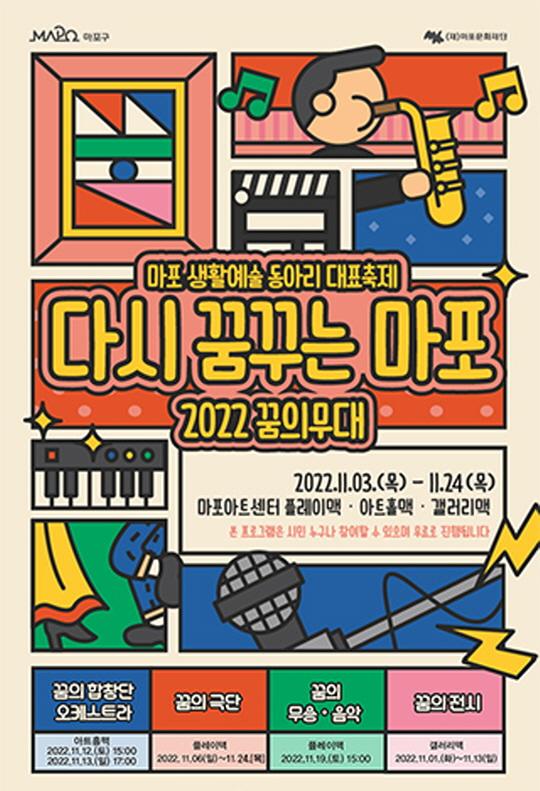 MAPO 마포구
(재)마포문화재단
마포 생활예술 동아리 대표축제
다시 꿈꾸는 마포
2022 꿈의무대
2022.11.03.(목) - 11.24(목)
마포아트센터 플레이맥 · 아트홀맥 · 갤러리맥
본 프로그램은 시민 누구나 참여할 수 있으며 무료로 진행됩니다
꿈의 합창단
오케스트라
아트홀맥
2022.11.12.(토) 15:00
2022.11.13.(일) 17:00
꿈의 극단
플레이맥
2022.11.06(일)~11.24.(목)
꿈의
무용·음악
플레이맥
2022.11.19.(토) 15:00
꿈의 전시
갤러리맥
2022.11.01.(화)~11.13(일)